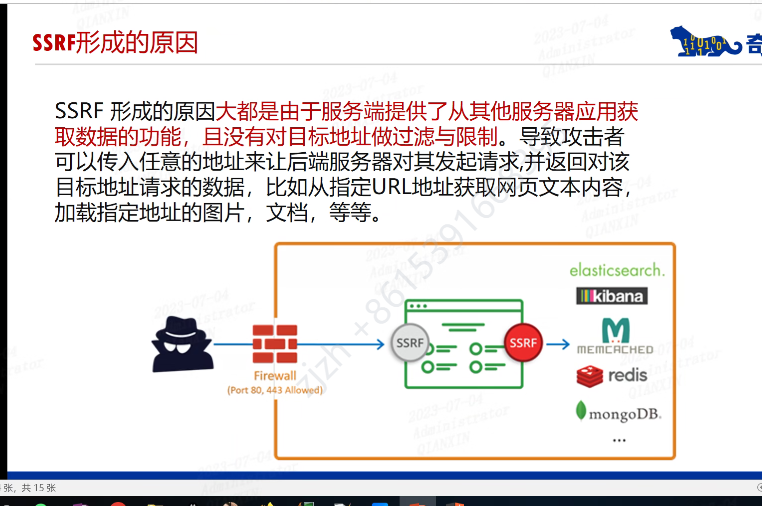 SSRF形成的原因
奇
SSRF 形成的原因大都是由于服务端提供了从其他服务器应用获
取数据的功能，且没有对目标地址做过滤与限制。导致攻击者
可以传入任意的地址来让后端服务器对其发起请求,并返回对该
目标地址请求的数据，比如从指定URL地址获取网页文本内容，
加载指定地址的图片，文档，等等。
elasticsearch.
kibana
SSRF
SSRF
MEMCACHED
redis
mongoDB.
...
Firewall
(Port 80, 443 Allowed)
2023-07-04
Administrator
QIANXIN
张，共 15 张